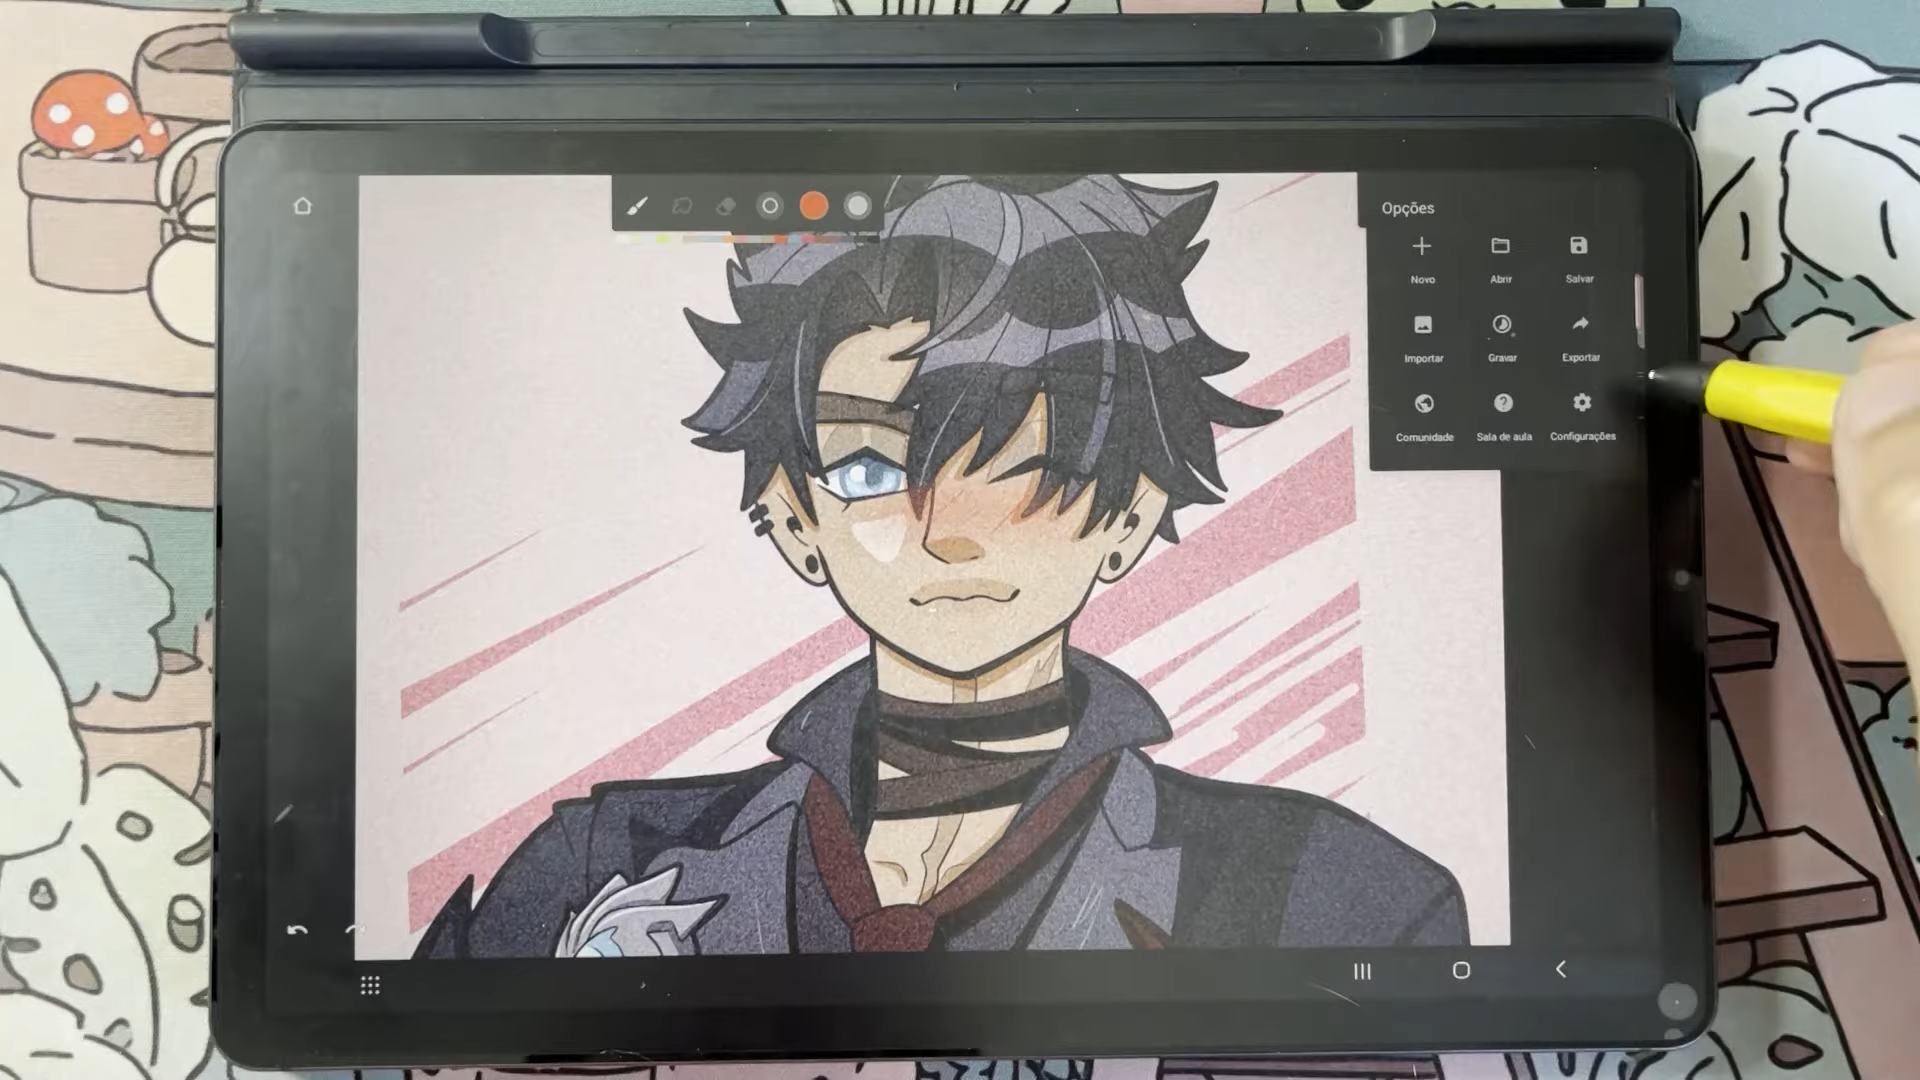 Opções
Novo Abrir Salvar
Importar Gravar Exportar
Comunidade Sala de aula Configurações